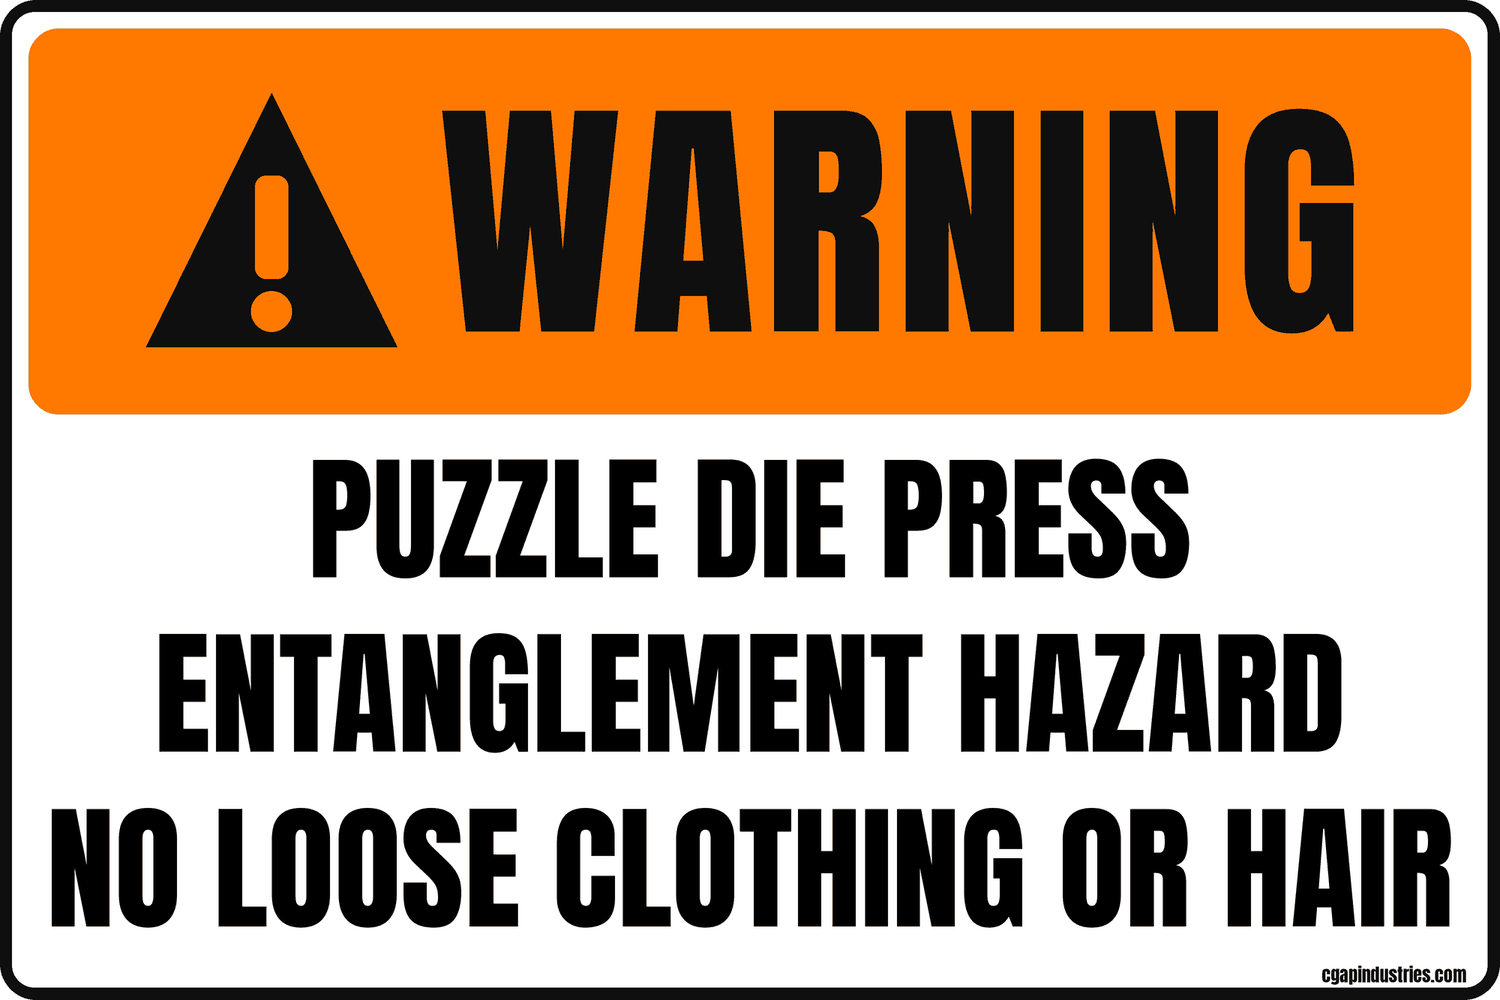 WARNING
PUZZLE DIE PRESS
ENTANGLEMENT HAZARD
NO LOOSE CLOTHING OR HAIR
cgapindustries.com